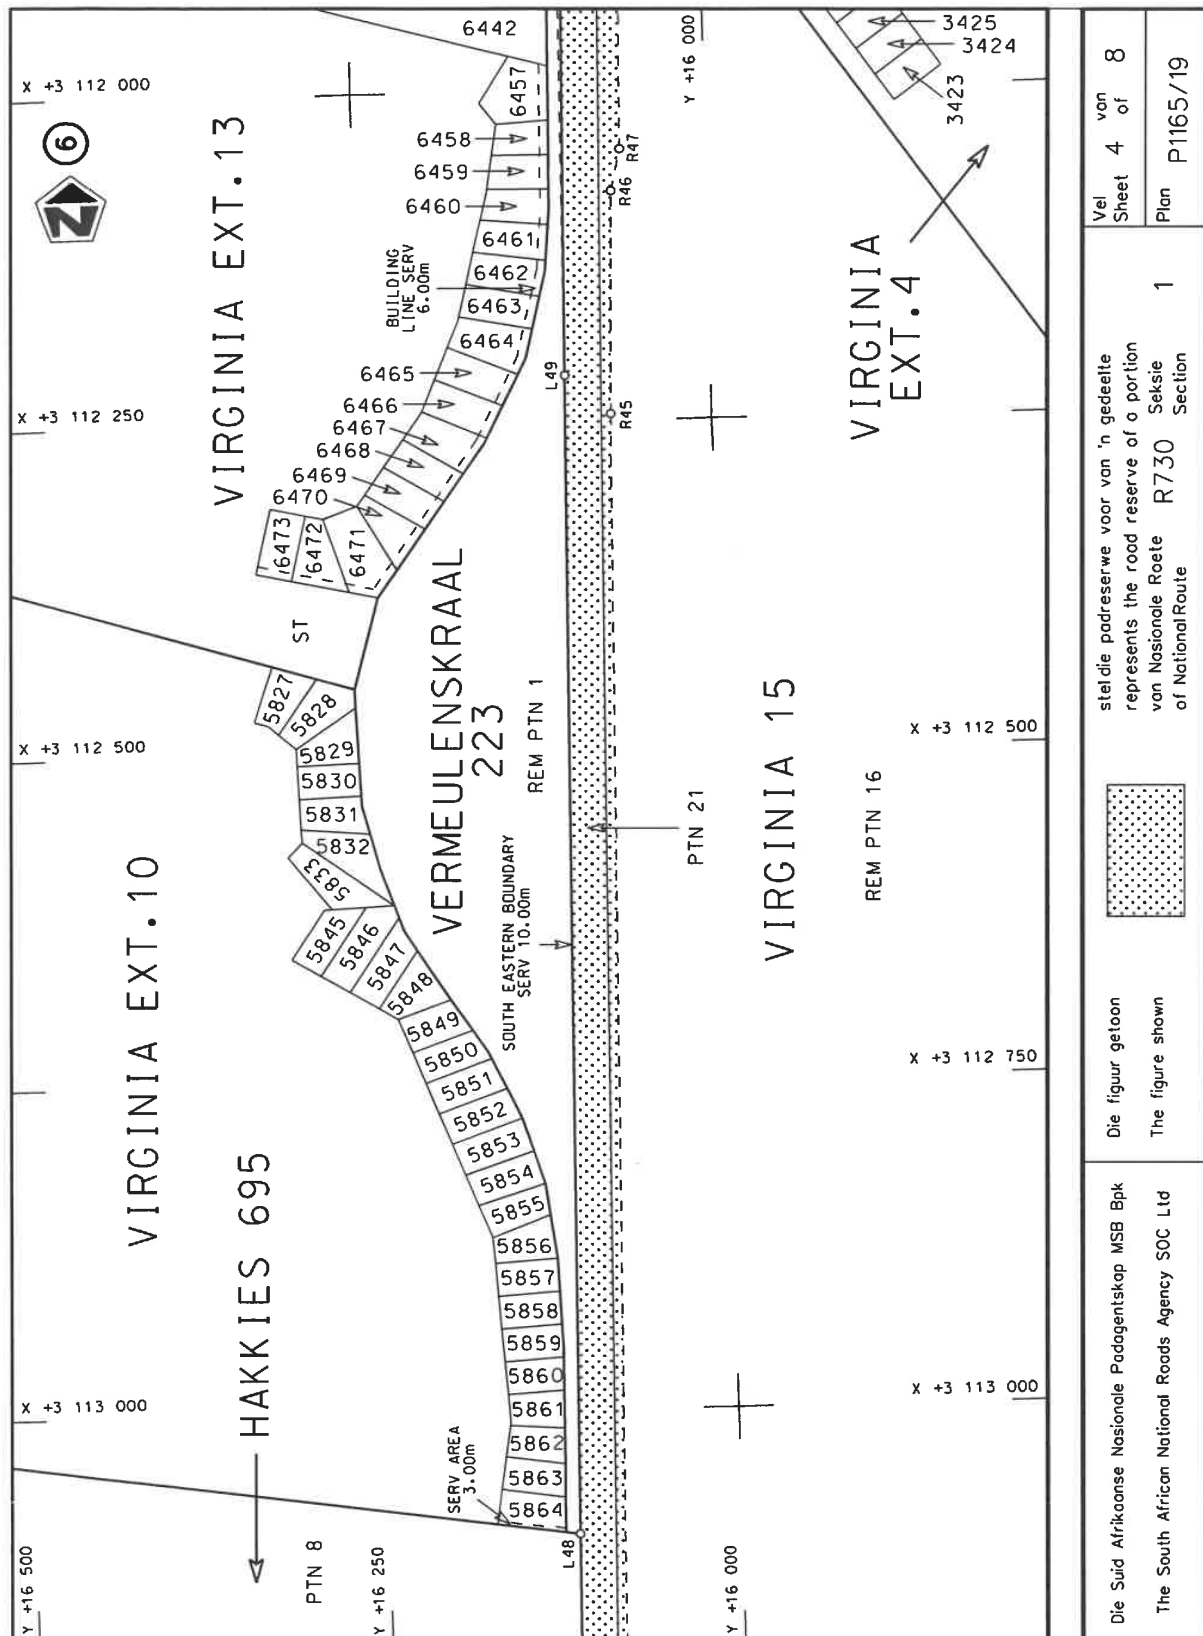 6442
3425
3424
3423
Y +16 000
X +3 112 000
6
N
VIRGINIA EXT.13
6457
6458
6459
6460
6461
6462
6463
6464
6465
6466
6467
6468
6469
6470
6471
6472
6473
BUILDING
LINE SERV
6.00m
R47
R46
L49
R45
VIRGINIA
EXT.4
X +3 112 250
ST
5827
5828
5829
5830
5831
5832
5833
VERMEULENSKRAAL
223
REM PTN 1
X +3 112 500
X +3 112 500
PTN 21
VIRGINIA 15
REM PTN 16
VIRGINIA EXT.10
5845
5846
5847
5848
5849
5850
5851
5852
5853
5854
5855
5856
5857
5858
5859
5860
5861
5862
5863
5864
SOUTH EASTERN BOUNDARY
SERV 10.00m
X +3 112 750
HAKKIES 695
X +3 113 000
X +3 113 000
SERV AREA
3.00m
PTN 8
L48
Y +16 500
Y +16 250
Y +16 000
Die Suid Afrikaanse Nasionale Padagentskap MSB Bpk
The South African National Roads Agency SOC Ltd
Die figuur getoon
The figure shown
stel die padreserwe voor van 'n gedeelte
represents the road reserve of a portion
van Nasionale Roete R730 Seksie 1
of National Route Section
Vel 4 van 8
Sheet of
Plan P1165/19